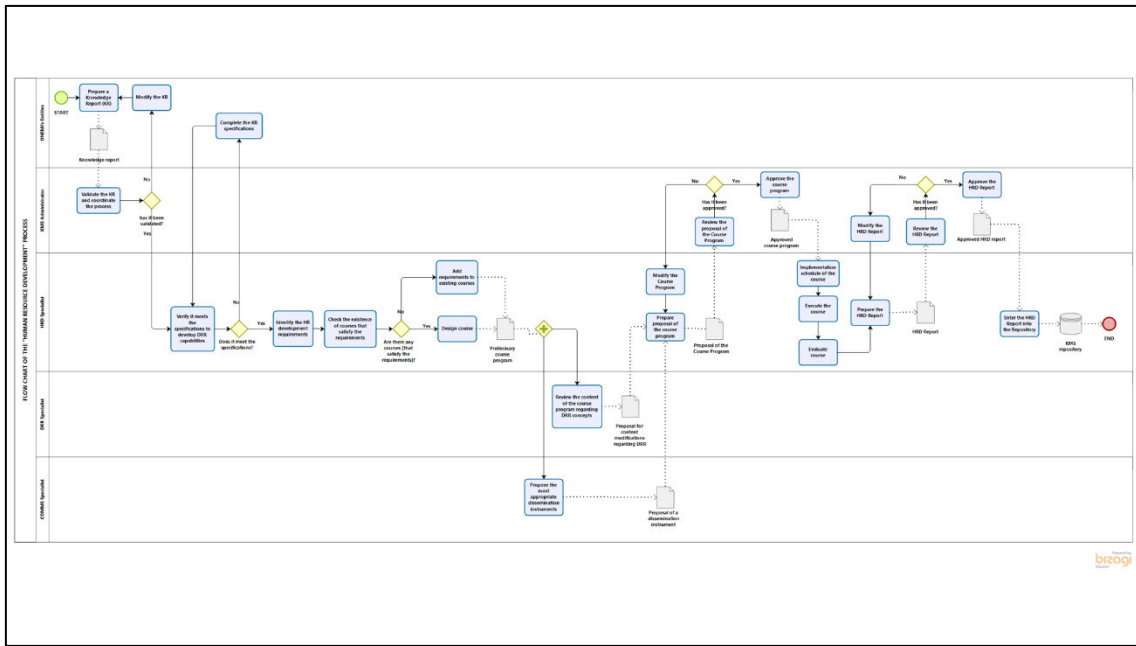 FLOW CHART OF THE "HUMAN RESOURCE DEVELOPMENT" PROCESS
ONEMI's Entities
START
Prepare a
Knowledge
Report (KR)
Modify the KR
Knowledge report
Complete the KR
specifications
KMS Administrator
Validate the KR
and coordinate
the process
No
has it been
validated?
Yes
No
Has it been
approved?
Yes
Approve the
course
program
Review the
proposal of
the Course
Program
Approved
course program
No
Has it been
approved?
Yes
Approve the
HRD Report
Modify the
HRD Report
Review the
HRD Report
Approved HRD report
HRD Specialist
Verify it meets
the
specifications to
develop DRR
capabilities
No
Does it meet the
specifications?
Yes
Identify the HR
development
requirements
Check the existence
of courses that
satisfy the
requirements
No
Are there any
courses (that
satisfy the
requirements)?
Yes
Add
requirements to
existing courses
Design course
Preliminary
course
program
Modify the
Course
Program
Prepare
proposal of
the course
program
Proposal of the
Course Program
Implementation
schedule of the
course
Execute the
course
Evaluate
course
Prepare the
HRD Report
HRD Report
Enter the HRD
Report into
the Repository
KMS
repository
END
DRR Specialist
Review the content
of the course
program regarding
DRR concepts
Proposal for
content
modifications
regarding DRR
COMMS Specialist
Propose the
most
appropriate
dissemination
instruments
Proposal of a
dissemination
instrument
Powered by
bizagi
Modeler